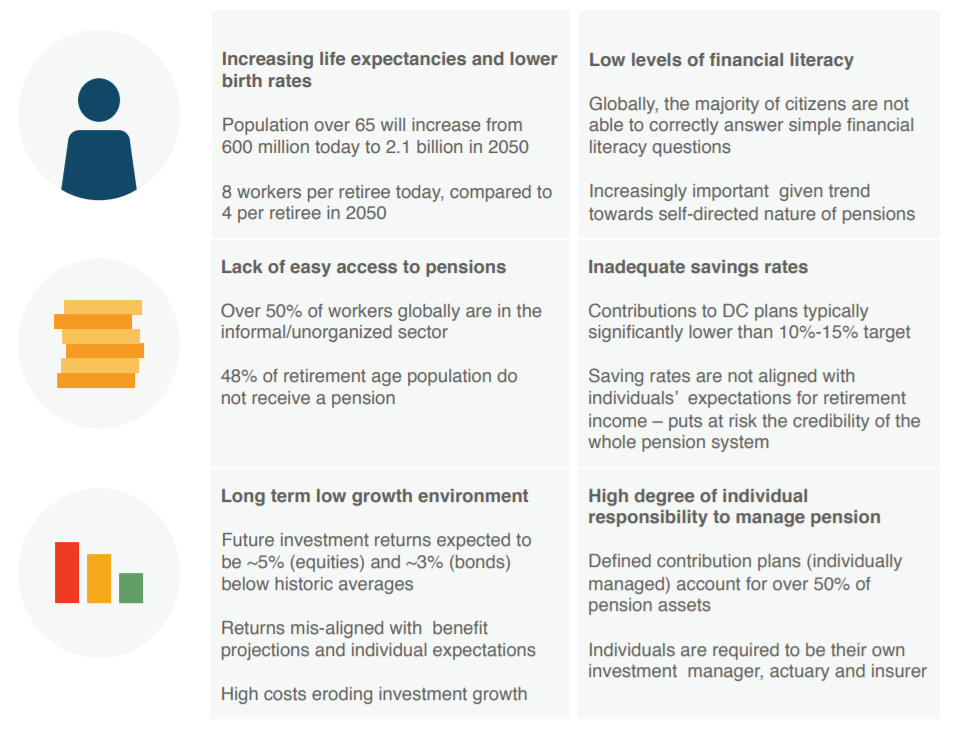 Increasing life expectancies and lower
birth rates
Population over 65 will increase from
600 million today to 2.1 billion in 2050
8 workers per retiree today, compared to
4 per retiree in 2050
Low levels of financial literacy
Globally, the majority of citizens are not
able to correctly answer simple financial
literacy questions
Increasingly important given trend
towards self-directed nature of pensions
Lack of easy access to pensions
Over 50% of workers globally are in the
informal/unorganized sector
48% of retirement age population do
not receive a pension
Inadequate savings rates
Contributions to DC plans typically
significantly lower than 10%-15% target
Saving rates are not aligned with
individuals’ expectations for retirement
income – puts at risk the credibility of the
whole pension system
Long term low growth environment
Future investment returns expected to
be ~5% (equities) and ~3% (bonds)
below historic averages
Returns mis-aligned with benefit
projections and individual expectations
High costs eroding investment growth
High degree of individual
responsibility to manage pension
Defined contribution plans (individually
managed) account for over 50% of
pension assets
Individuals are required to be their own
investment manager, actuary and insurer